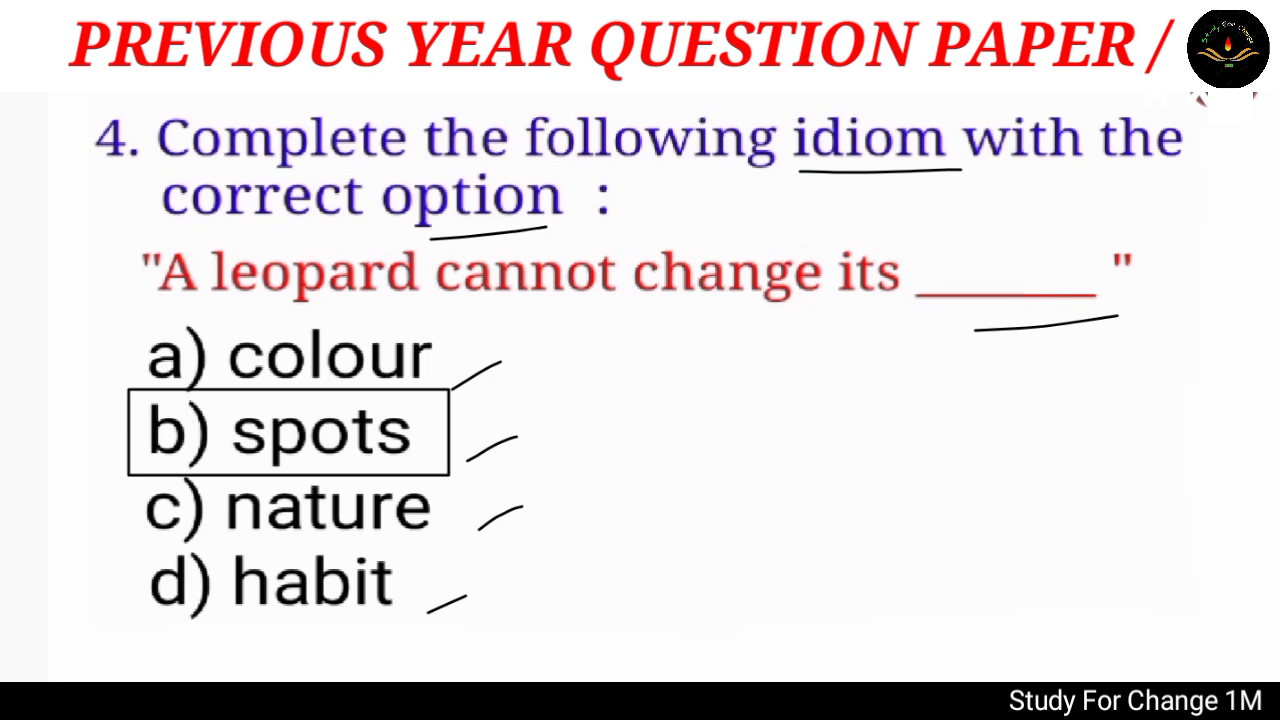 PREVIOUS YEAR QUESTION PAPER /
4. Complete the following idiom with the
correct option :
"A leopard cannot change its ________ "
a) colour
b) spots
c) nature
d) habit
Study For Change 1M